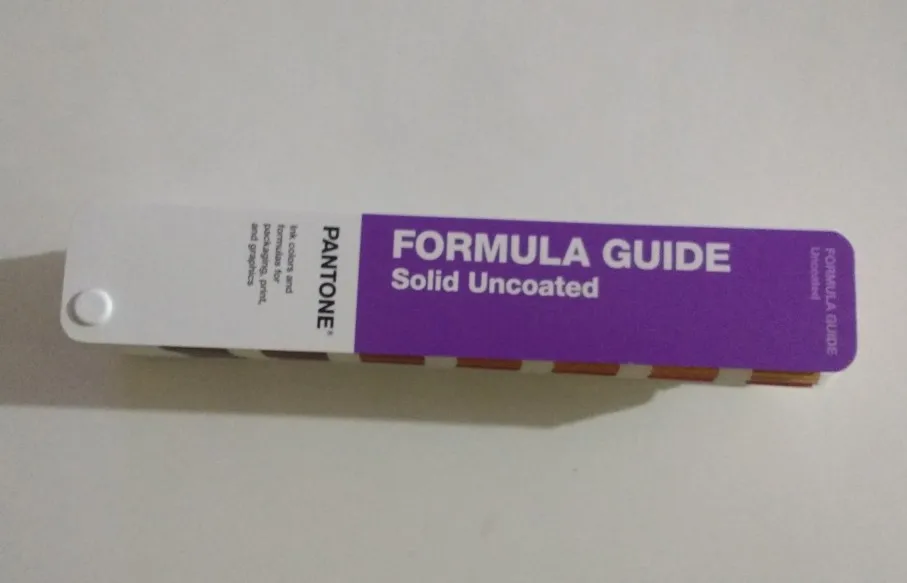 PANTONE®
Ink colors and
formulas for
packaging, print,
and graphics
FORMULA GUIDE
Solid Uncoated
FORMULA GUIDE
Uncoated